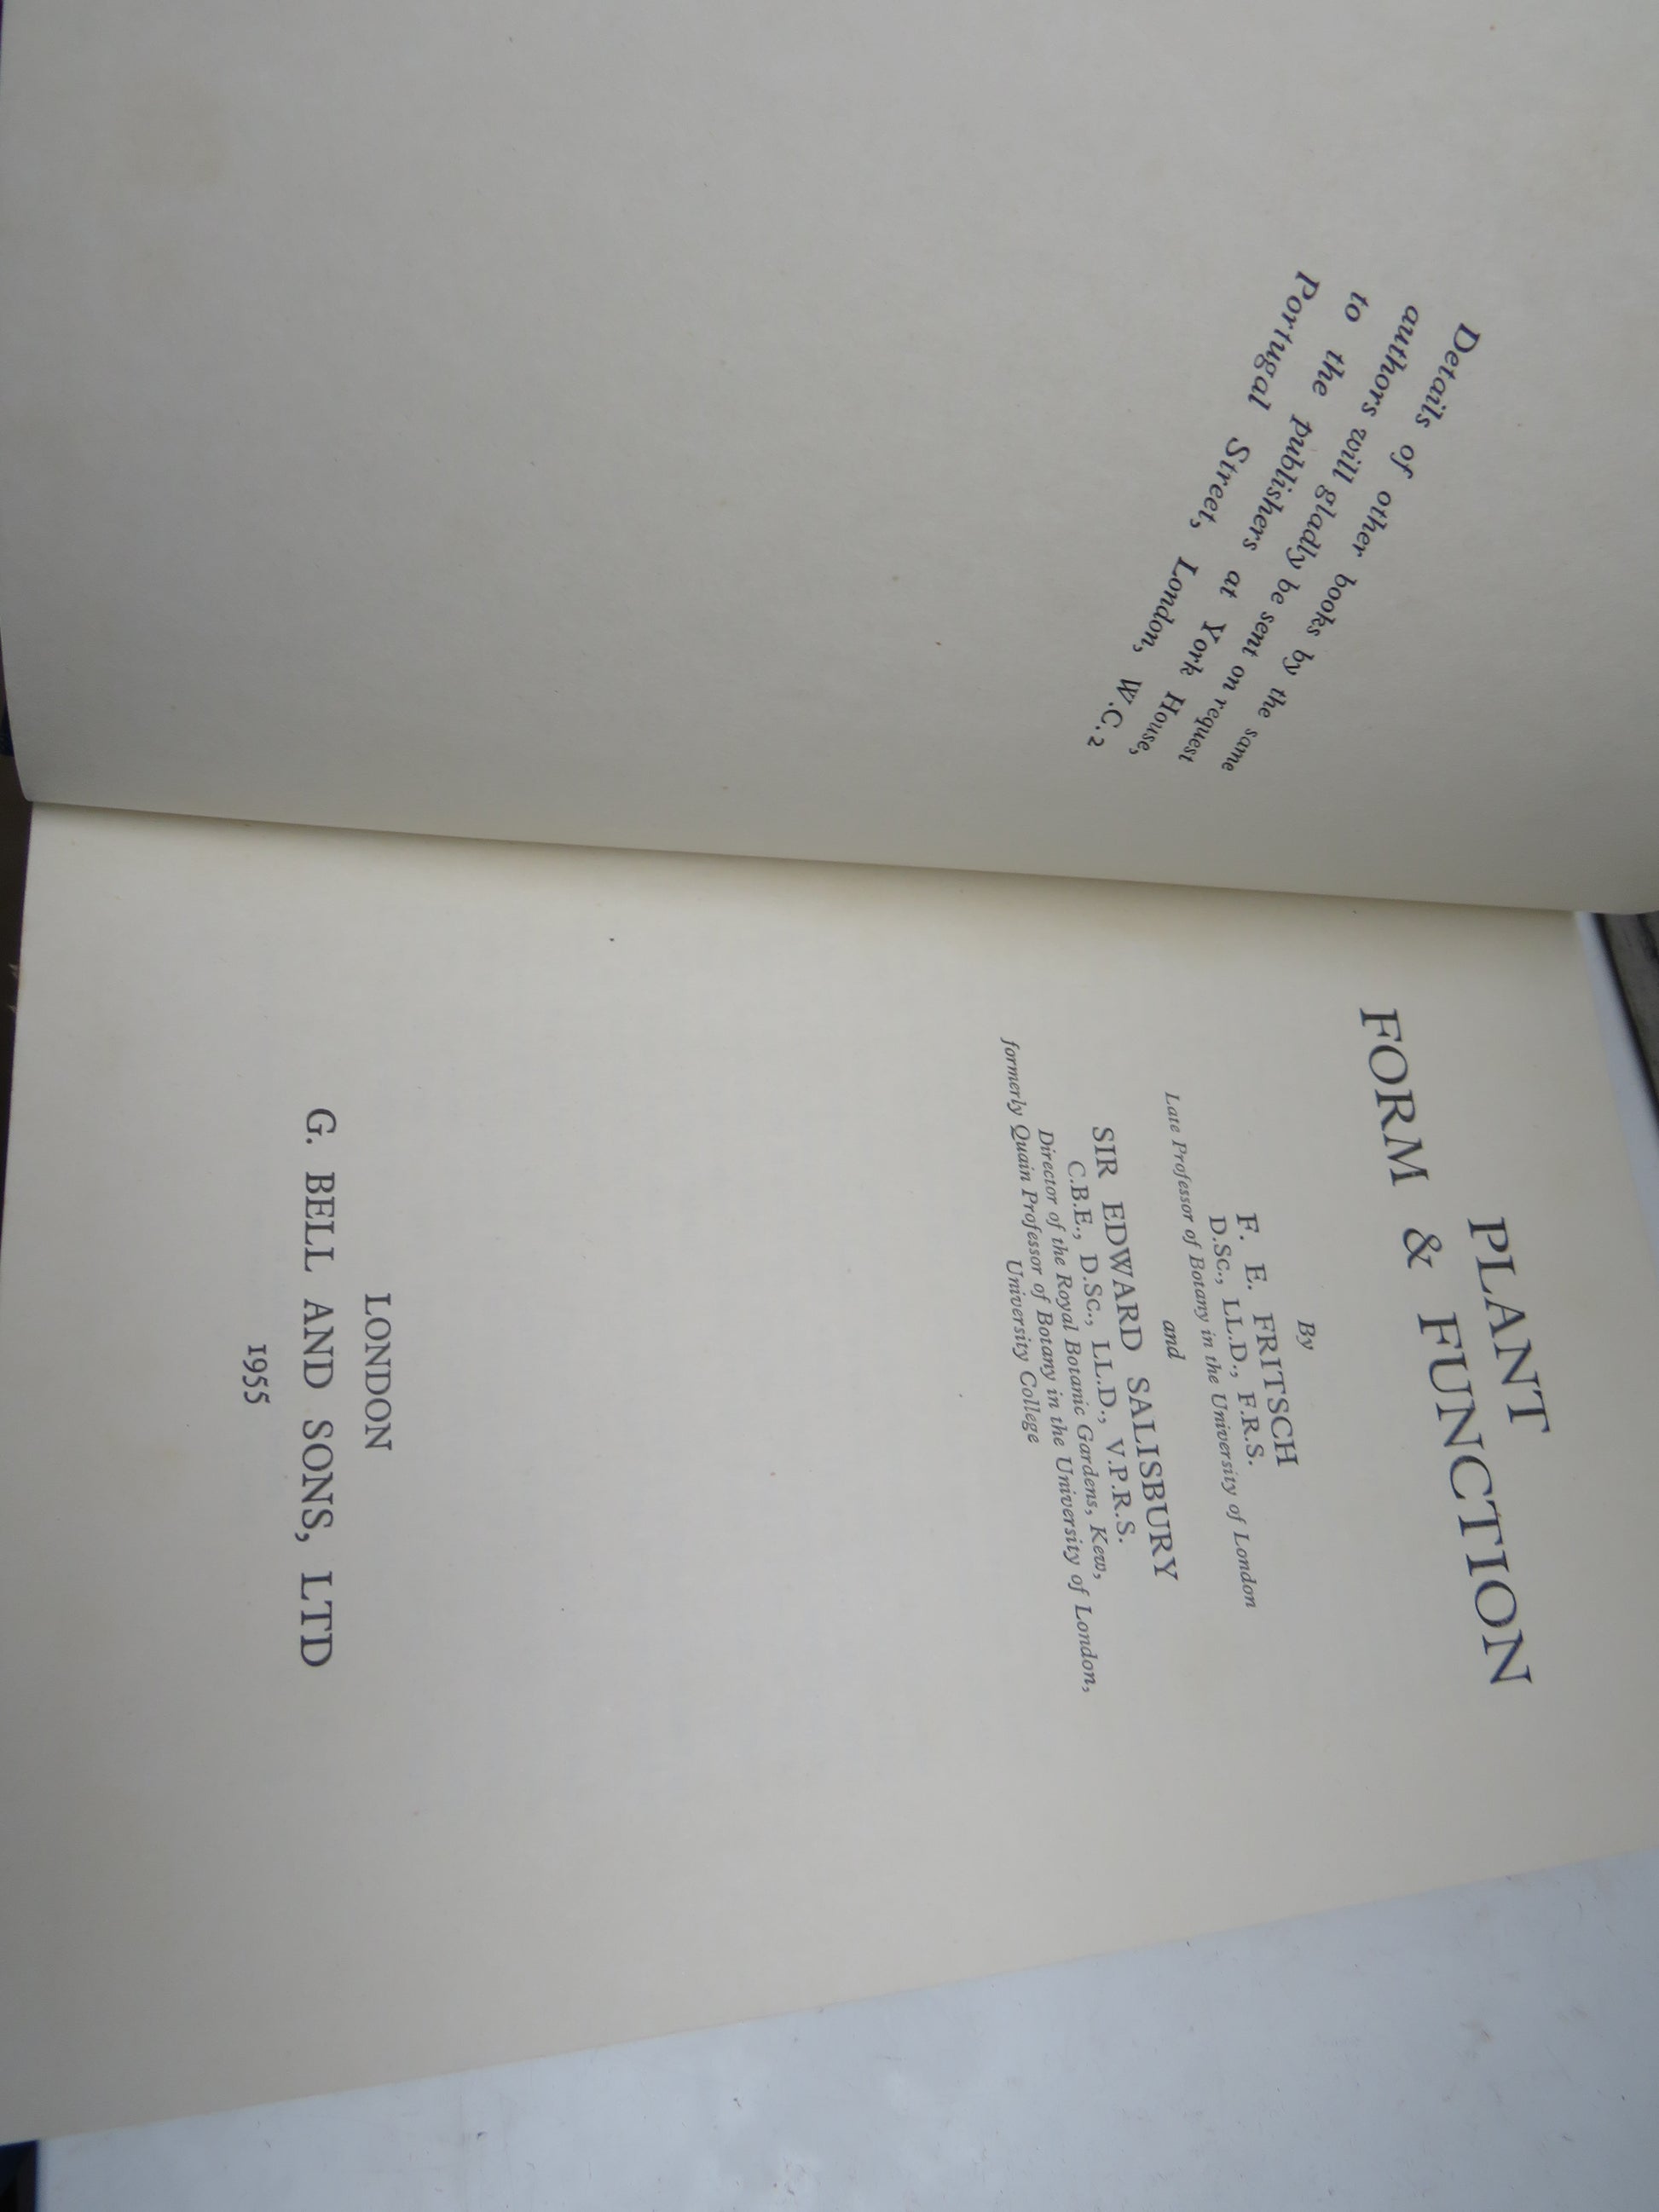 Details of other books by the same
authors will gladly be sent on request
to the publishers at York House,
Portugal Street, London, W.C.2
PLANT
FORM & FUNCTION
By
F. E. FRITSCH
D.Sc., LL.D., F.R.S.
Late Professor of Botany in the University of London
and
SIR EDWARD SALISBURY
C.B.E., D.Sc., LL.D., V.P.R.S.
Director of the Royal Botanic Gardens, Kew,
formerly Quain Professor of Botany in the University of London,
University College
LONDON
G. BELL AND SONS, LTD
1955